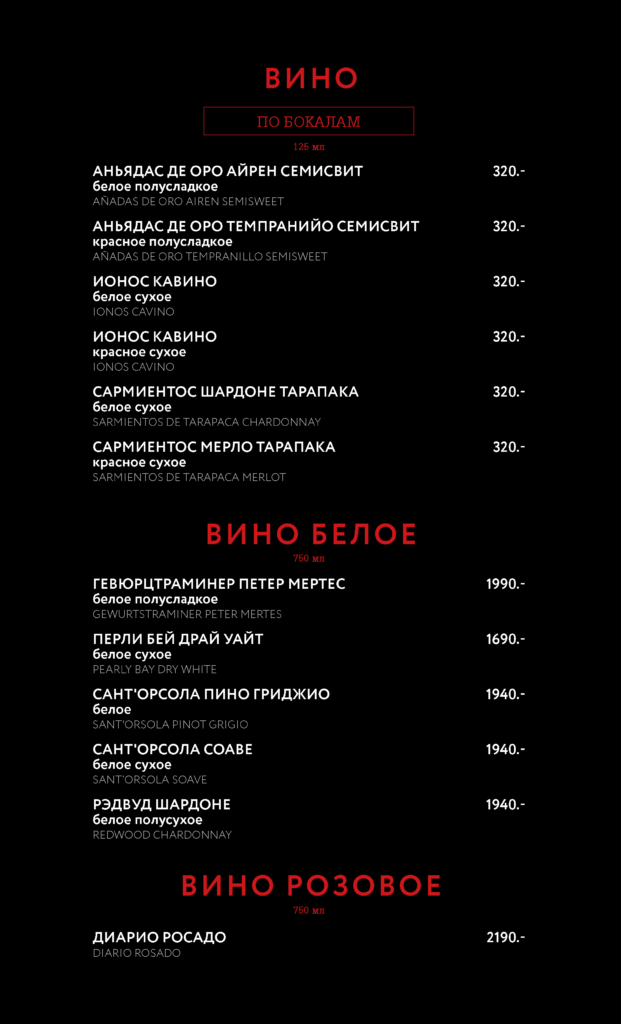 ВИНО
ПО БОКАЛАМ
125 мл
АНЬЯДАС ДЕ ОРО АЙРЕН СЕМИСВИТ 320.-
белое полусладкое
AÑADAS DE ORO AIREN SEMISWEET
АНЬЯДАС ДЕ ОРО ТЕМПРАНИЙО СЕМИСВИТ 320.-
красное полусладкое
AÑADAS DE ORO TEMPRANILLO SEMISWEET
ИОНОС КАВИНО 320.-
белое сухое
IONOS CAVINO
ИОНОС КАВИНО 320.-
красное сухое
IONOS CAVINO
САРМИЕНТОС ШАРДОНЕ ТАРАПАКА 320.-
белое сухое
SARMIENTOS DE TARAPACA CHARDONNAY
САРМИЕНТОС МЕРЛО ТАРАПАКА 320.-
красное сухое
SARMIENTOS DE TARAPACA MERLOT
ВИНО БЕЛОЕ
750 мл
ГЕВЮРЦТРАМИНЕР ПЕТЕР МЕРТЕС 1990.-
белое полусладкое
GEWURTSTRAMINER PETER MERTES
ПЕРЛИ БЕЙ ДРАЙ УАЙТ 1690.-
белое сухое
PEARLY BAY DRY WHITE
САНТ'ОРСОЛА ПИНО ГРИДЖИО 1940.-
белое
SANT'ORSOLA PINOT GRIGIO
САНТ'ОРСОЛА СОАВЕ 1940.-
белое сухое
SANT'ORSOLA SOAVE
РЭДВУД ШАРДОНЕ 1940.-
белое полусухое
REDWOOD CHARDONNAY
ВИНО РОЗОВОЕ
750 мл
ДИАРИО РОСАДО 2190.-
DIARIO ROSADO